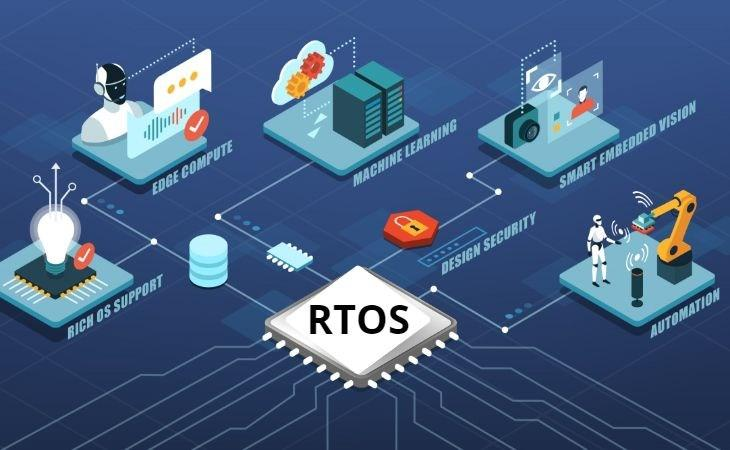 EDGE COMPUTE
MACHINE LEARNING
SMART EMBEDDED VISION
RICH OS SUPPORT
DESIGN SECURITY
AUTOMATION
RTOS